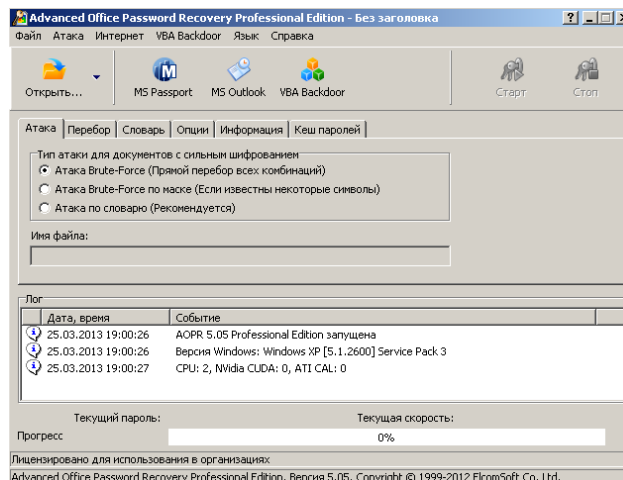 Advanced Office Password Recovery Professional Edition - Без заголовка
Файл Атака Интернет VBA Backdoor Язык Справка
Открыть... MS Passport MS Outlook VBA Backdoor Старт Стоп
Атака Перебор Словарь Опции Информация Кеш паролей
Тип атаки для документов с сильным шифрованием
Атака Brute-Force (Прямой перебор всех комбинаций)
Атака Brute-Force по маске (Если известны некоторые символы)
Атака по словарю (Рекомендуется)
Имя файла:
Лог
Дата, время Событие
25.03.2013 19:00:26 AOPR 5.05 Professional Edition запущена
25.03.2013 19:00:26 Версия Windows: Windows XP [5.1.2600] Service Pack 3
25.03.2013 19:00:27 CPU: 2, NVidia CUDA: 0, ATI CAL: 0
Текущий пароль: Текущая скорость:
Прогресс 0%
Лицензировано для использования в организациях
Advanced Office Password Recovery Professional Edition, Версия 5.05, Copyright © 1999-2012 ElcomSoft Co. Ltd.